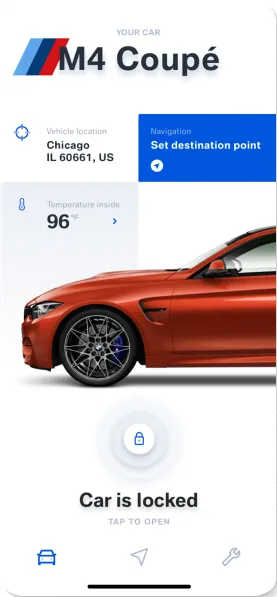 YOUR CAR
M4 Coupé
Vehicle location
Chicago
IL 60661, US
Navigation
Set destination point
Temperature inside
96 °F
Car is locked
TAP TO OPEN